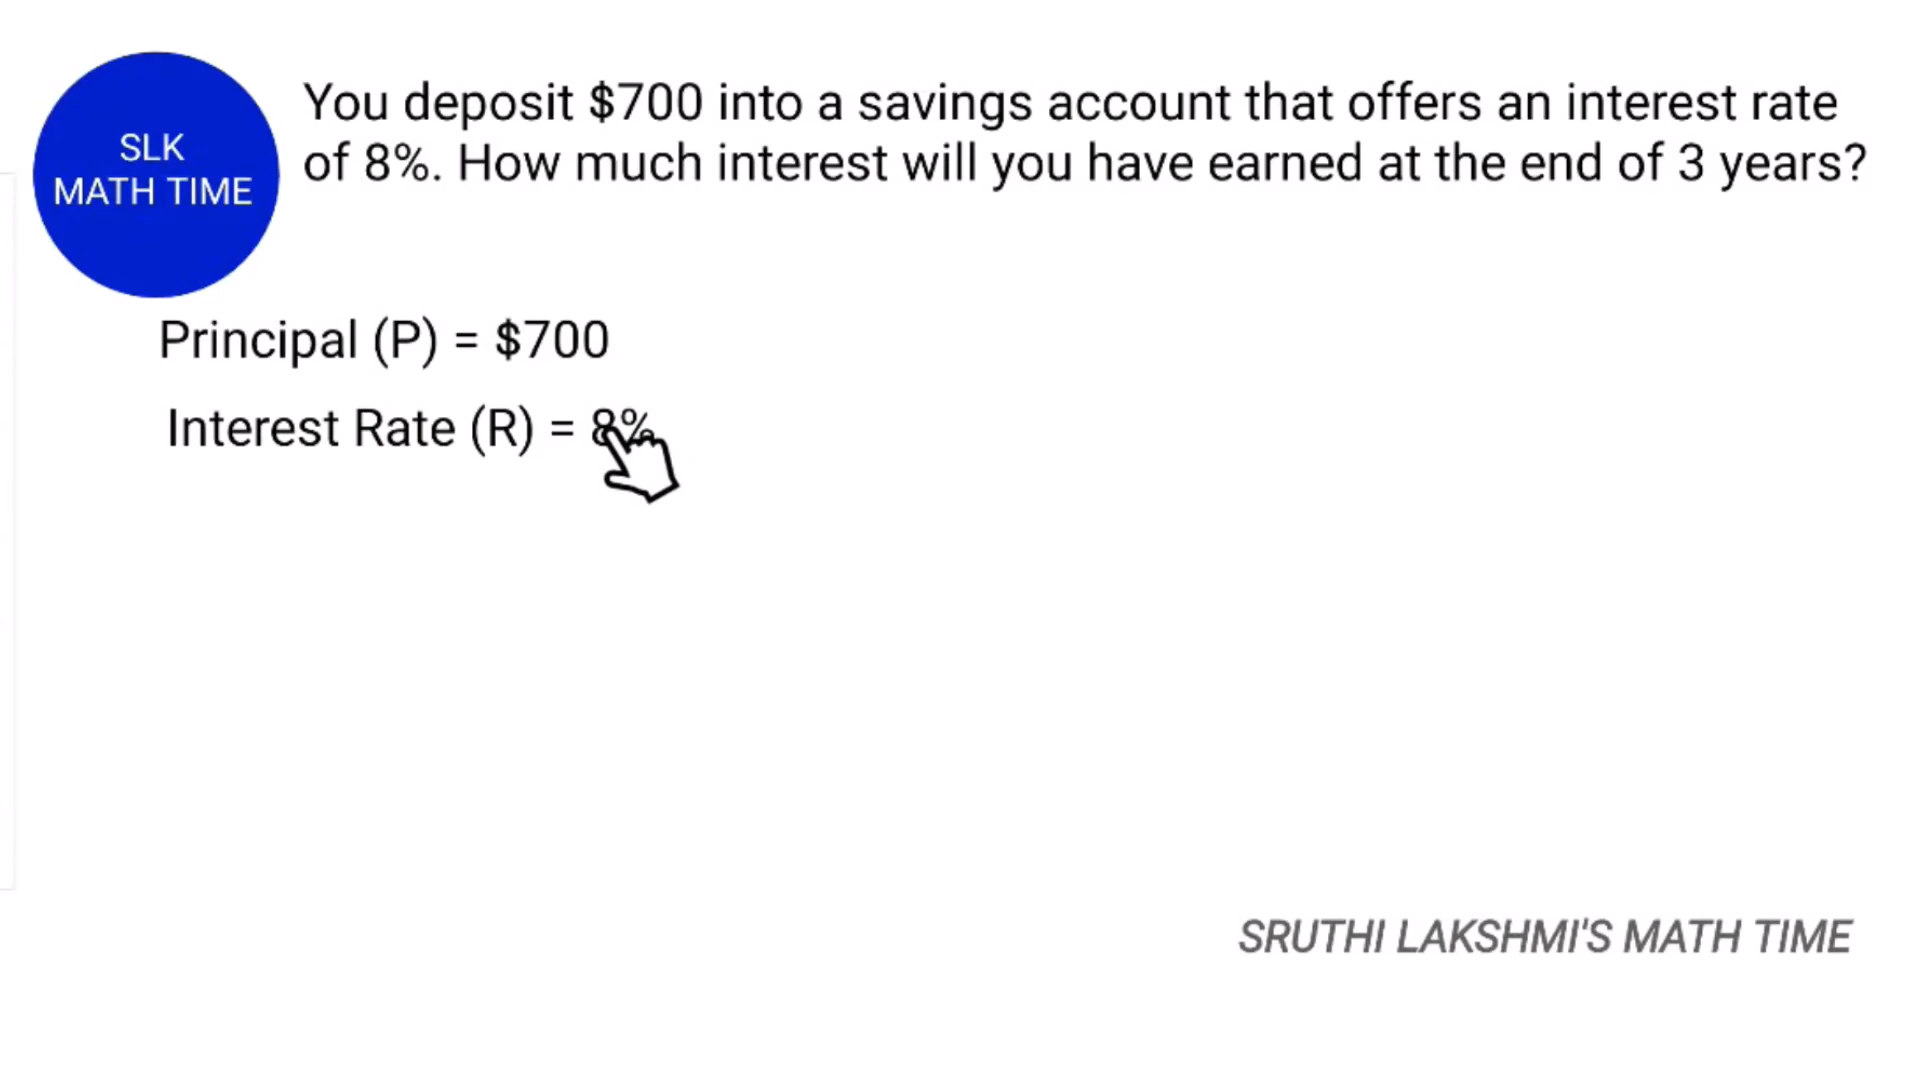 SLK
MATH TIME
You deposit $700 into a savings account that offers an interest rate
of 8%. How much interest will you have earned at the end of 3 years?
Principal (P) = $700
Interest Rate (R) = 8%
SRUTHI LAKSHMI'S MATH TIME